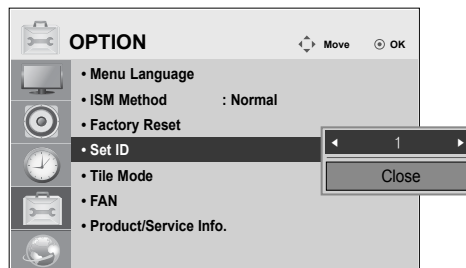 OPTION
Move
OK
• Menu Language
• ISM Method : Normal
• Factory Reset
• Set ID
◄ 1 ►
• Tile Mode
Close
• FAN
• Product/Service Info.